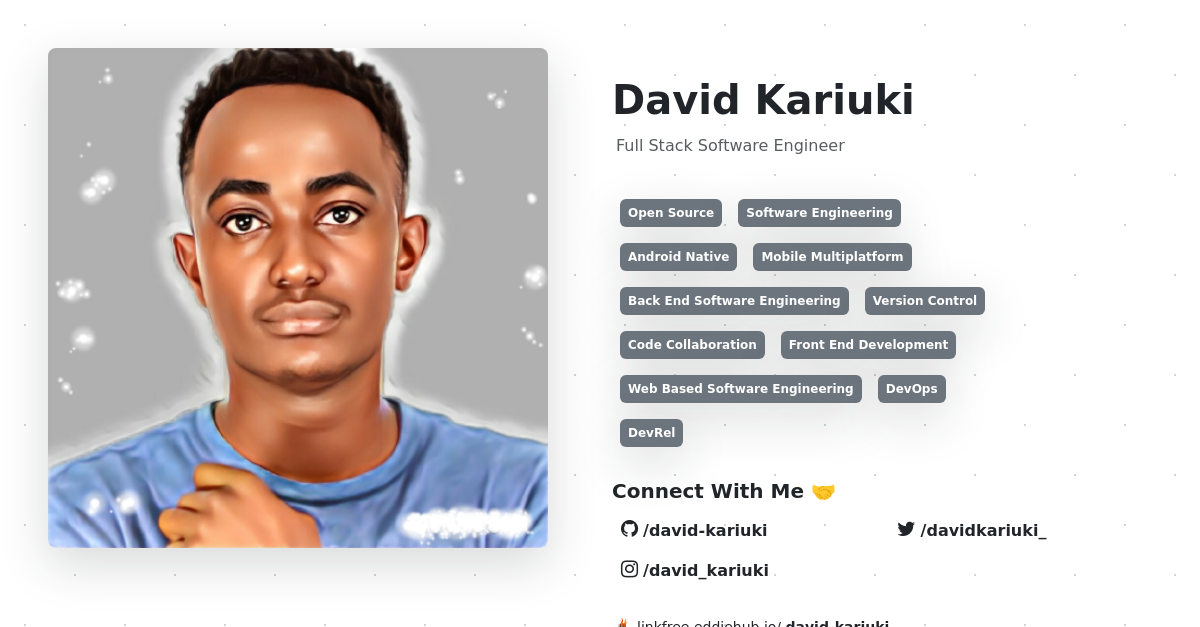 David Kariuki
Full Stack Software Engineer
Open Source
Software Engineering
Android Native
Mobile Multiplatform
Back End Software Engineering
Version Control
Code Collaboration
Front End Development
Web Based Software Engineering
DevOps
DevRel
Connect With Me 🤝
/david-kariuki
/davidkariuki_
/david_kariuki
linkfree.eddiehub.io/david-kariuki